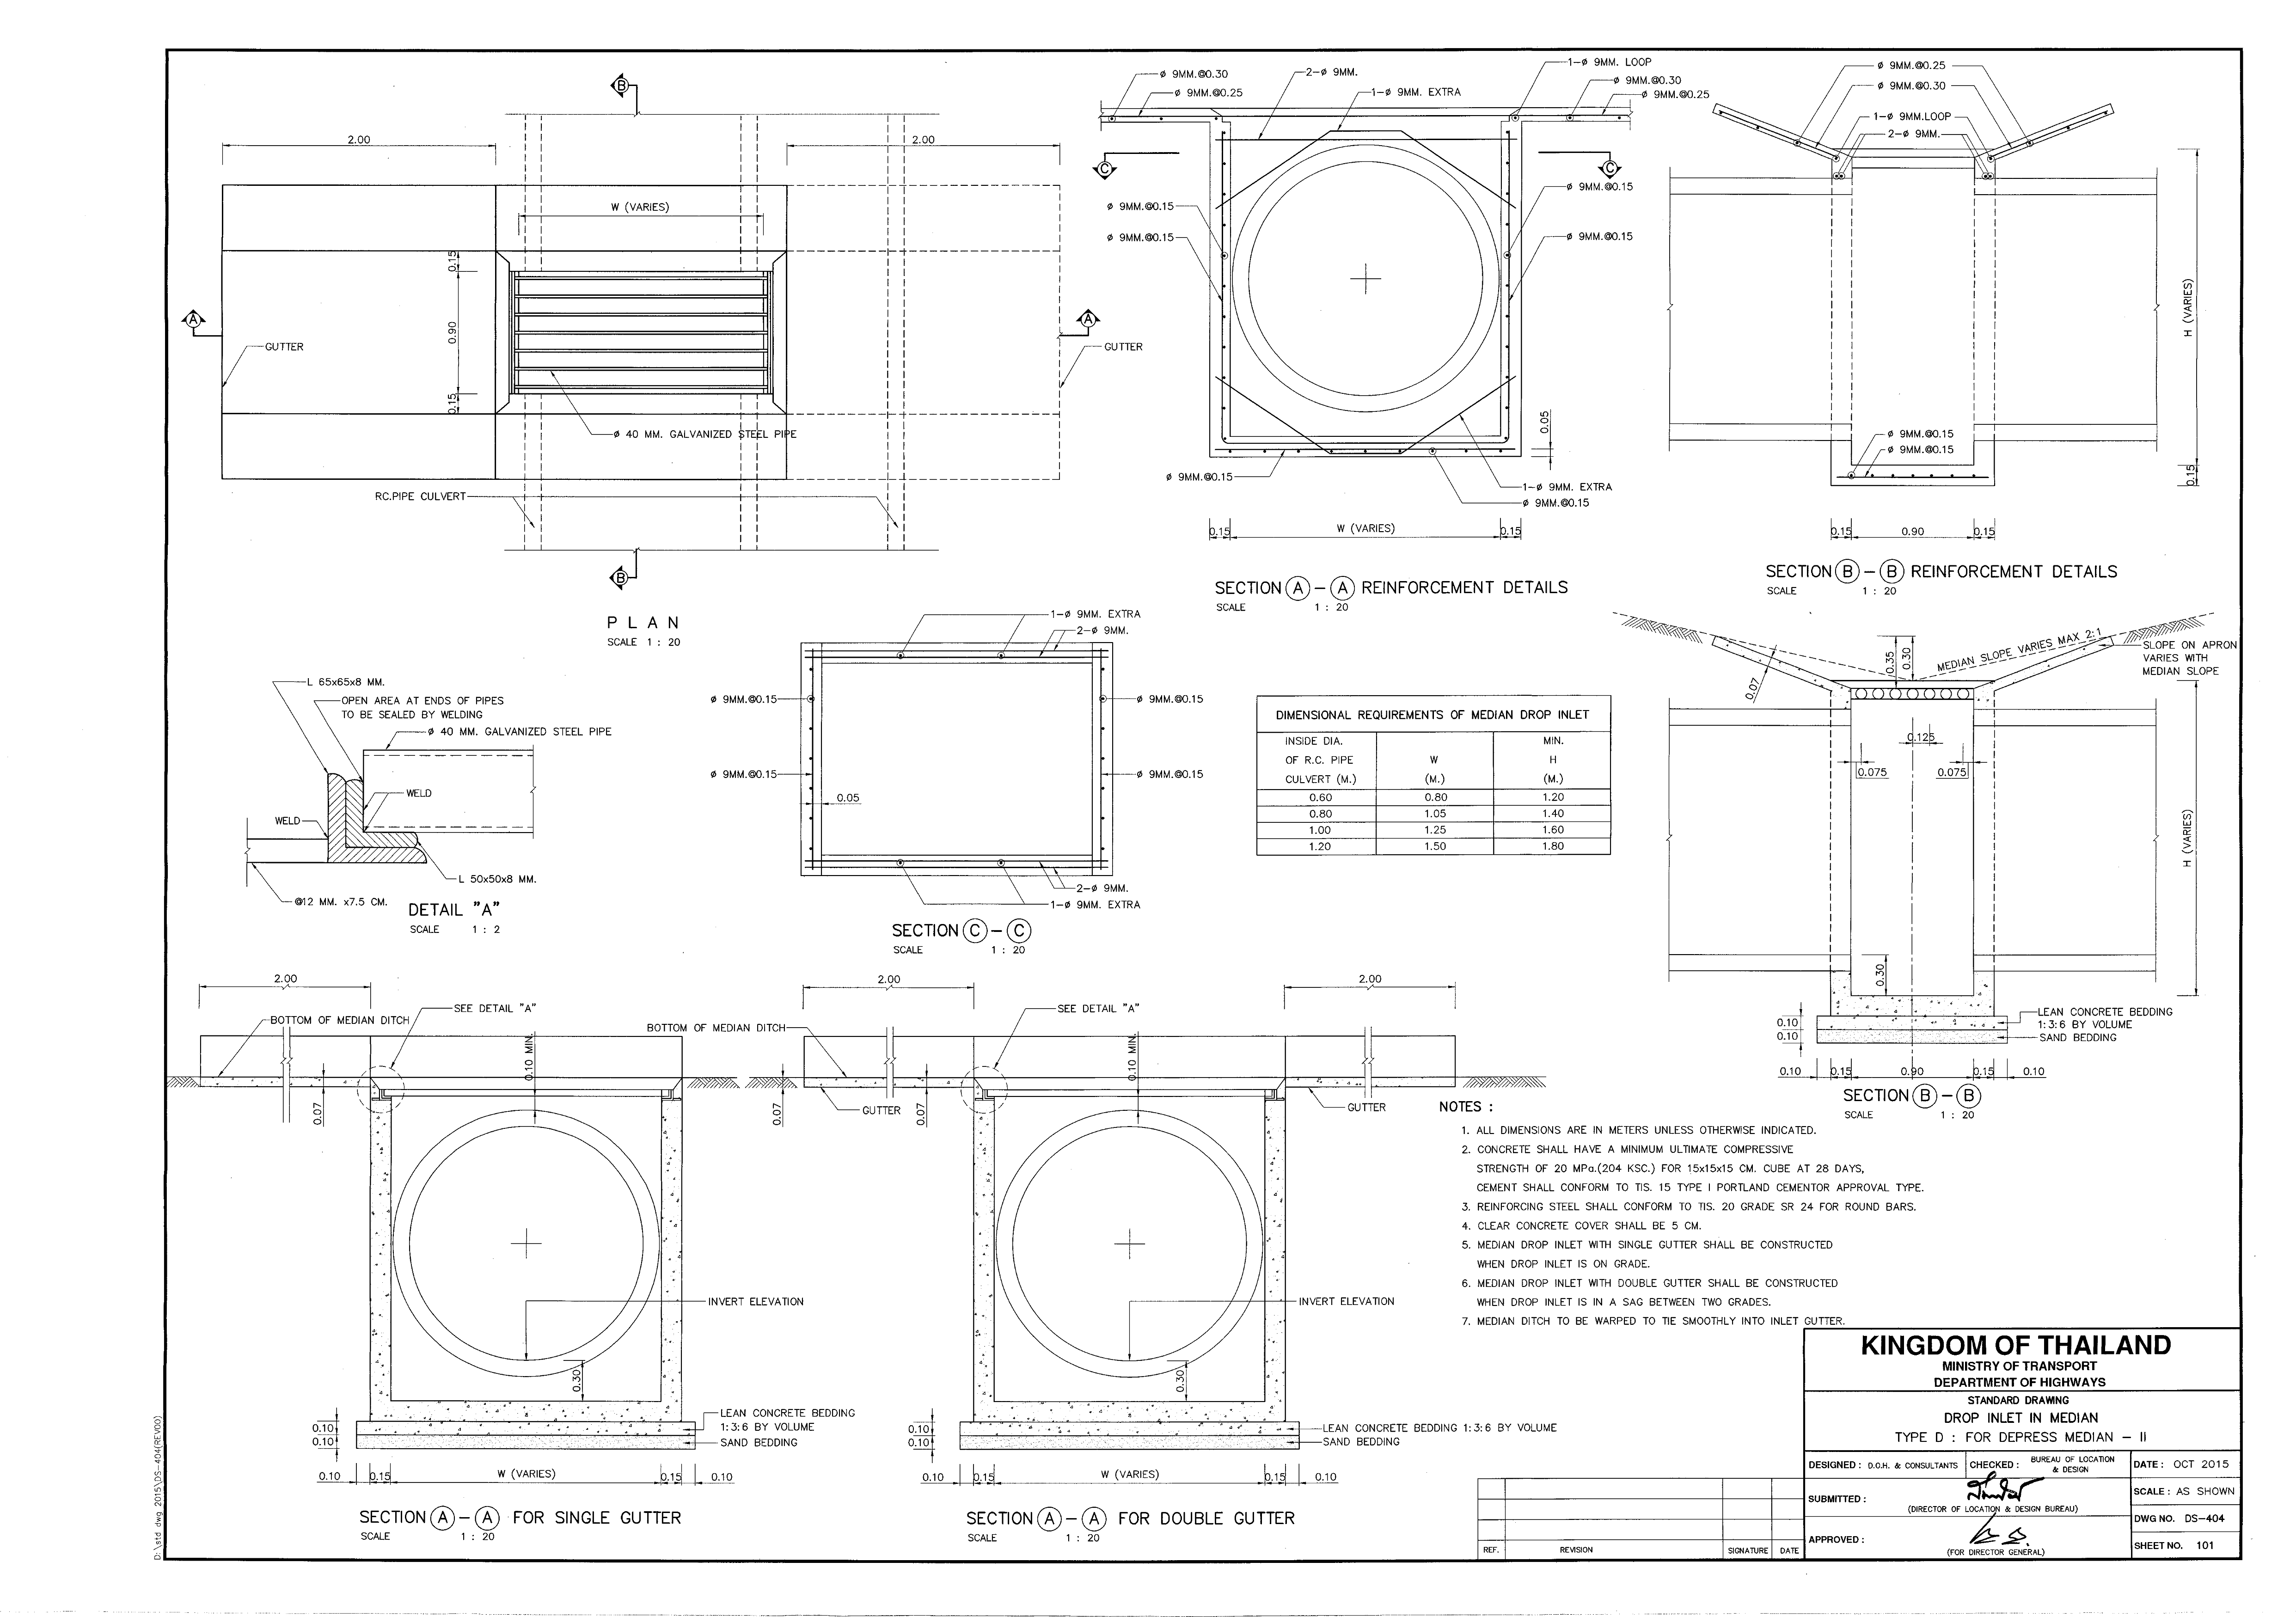 B
2.00
2.00
W (VARIES)
0.15
0.90
0.15
A
A
GUTTER
GUTTER
ø 40 MM. GALVANIZED STEEL PIPE
RC.PIPE CULVERT
B
P L A N
SCALE 1 : 20
ø 9MM.@0.30
ø 9MM.@0.25
2-ø 9MM.
1-ø 9MM. EXTRA
1-ø 9MM. LOOP
ø 9MM.@0.30
ø 9MM.@0.25
C
C
ø 9MM.@0.15
ø 9MM.@0.15
ø 9MM.@0.15
ø 9MM.@0.15
0.05
ø 9MM.@0.15
1-ø 9MM. EXTRA
ø 9MM.@0.15
0.15
W (VARIES)
0.15
SECTION A - A REINFORCEMENT DETAILS
SCALE 1 : 20
ø 9MM.@0.25
ø 9MM.@0.30
1-ø 9MM.LOOP
2-ø 9MM.
H (VARIES)
ø 9MM.@0.15
ø 9MM.@0.15
0.15
0.15
0.90
0.15
SECTION B - B REINFORCEMENT DETAILS
SCALE 1 : 20
L 65x65x8 MM.
OPEN AREA AT ENDS OF PIPES
TO BE SEALED BY WELDING
ø 40 MM. GALVANIZED STEEL PIPE
WELD
WELD
L 50x50x8 MM.
@12 MM. x7.5 CM.
DETAIL "A"
SCALE 1 : 2
1-ø 9MM. EXTRA
2-ø 9MM.
ø 9MM.@0.15
ø 9MM.@0.15
ø 9MM.@0.15
ø 9MM.@0.15
0.05
2-ø 9MM.
1-ø 9MM. EXTRA
SECTION C - C
SCALE 1 : 20
DIMENSIONAL REQUIREMENTS OF MEDIAN DROP INLET
INSIDE DIA. MIN.
OF R.C. PIPE W H
CULVERT (M.) (M.) (M.)
0.60 0.80 1.20
0.80 1.05 1.40
1.00 1.25 1.60
1.20 1.50 1.80
0.35
0.30
MEDIAN SLOPE VARIES MAX 2:1
SLOPE ON APRON
VARIES WITH
MEDIAN SLOPE
0.07
0.125
0.075
0.075
H (VARIES)
0.30
LEAN CONCRETE BEDDING
1:3:6 BY VOLUME
SAND BEDDING
0.10
0.10
0.10 0.15 0.90 0.15 0.10
SECTION B - B
SCALE 1 : 20
2.00
SEE DETAIL "A"
BOTTOM OF MEDIAN DITCH
0.10 MIN.
0.07
INVERT ELEVATION
0.30
LEAN CONCRETE BEDDING
1:3:6 BY VOLUME
SAND BEDDING
0.10
0.10
0.10 0.15 W (VARIES) 0.15 0.10
SECTION A - A FOR SINGLE GUTTER
SCALE 1 : 20
2.00
2.00
SEE DETAIL "A"
BOTTOM OF MEDIAN DITCH
0.10 MIN.
0.07
GUTTER
0.07
GUTTER
INVERT ELEVATION
0.30
LEAN CONCRETE BEDDING 1:3:6 BY VOLUME
SAND BEDDING
0.10
0.10
0.10 0.15 W (VARIES) 0.15 0.10
SECTION A - A FOR DOUBLE GUTTER
SCALE 1 : 20
NOTES :
1. ALL DIMENSIONS ARE IN METERS UNLESS OTHERWISE INDICATED.
2. CONCRETE SHALL HAVE A MINIMUM ULTIMATE COMPRESSIVE
STRENGTH OF 20 MPa.(204 KSC.) FOR 15x15x15 CM. CUBE AT 28 DAYS,
CEMENT SHALL CONFORM TO TIS. 15 TYPE I PORTLAND CEMENTOR APPROVAL TYPE.
3. REINFORCING STEEL SHALL CONFORM TO TIS. 20 GRADE SR 24 FOR ROUND BARS.
4. CLEAR CONCRETE COVER SHALL BE 5 CM.
5. MEDIAN DROP INLET WITH SINGLE GUTTER SHALL BE CONSTRUCTED
WHEN DROP INLET IS ON GRADE.
6. MEDIAN DROP INLET WITH DOUBLE GUTTER SHALL BE CONSTRUCTED
WHEN DROP INLET IS IN A SAG BETWEEN TWO GRADES.
7. MEDIAN DITCH TO BE WARPED TO TIE SMOOTHLY INTO INLET GUTTER.
KINGDOM OF THAILAND
MINISTRY OF TRANSPORT
DEPARTMENT OF HIGHWAYS
STANDARD DRAWING
DROP INLET IN MEDIAN
TYPE D : FOR DEPRESS MEDIAN - II
DESIGNED : D.O.H. & CONSULTANTS
CHECKED : BUREAU OF LOCATION
& DESIGN
DATE : OCT 2015
SUBMITTED :
(DIRECTOR OF LOCATION & DESIGN BUREAU)
SCALE : AS SHOWN
DWG NO. DS-404
APPROVED :
(FOR DIRECTOR GENERAL)
SHEET NO. 101
REF. REVISION SIGNATURE DATE
D:\std dwg 2015\DS-404(REV00)